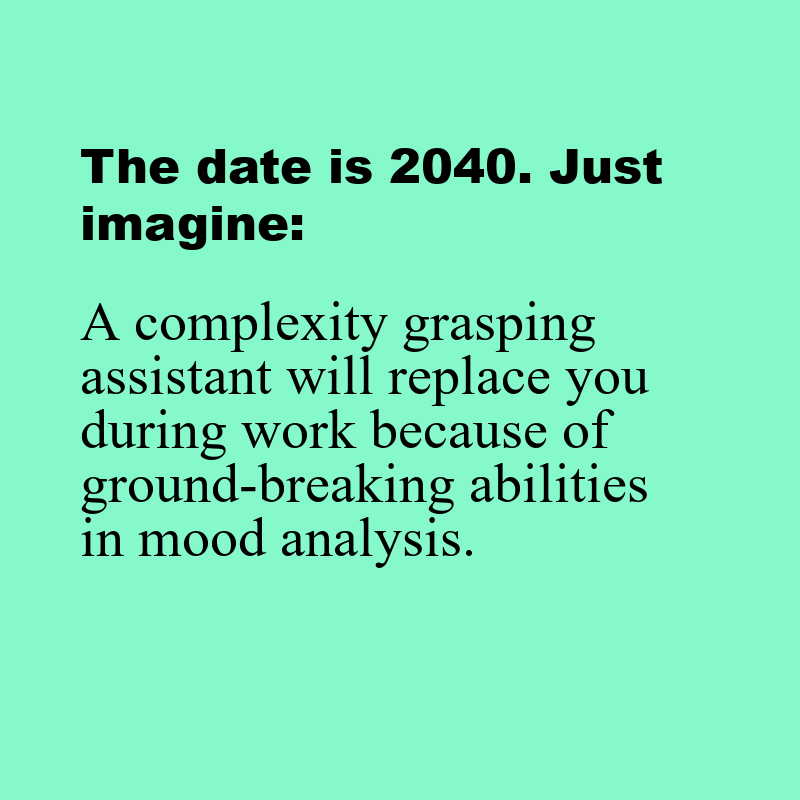 The date is 2040. Just
imagine:
A complexity grasping
assistant will replace you
during work because of
ground-breaking abilities
in mood analysis.